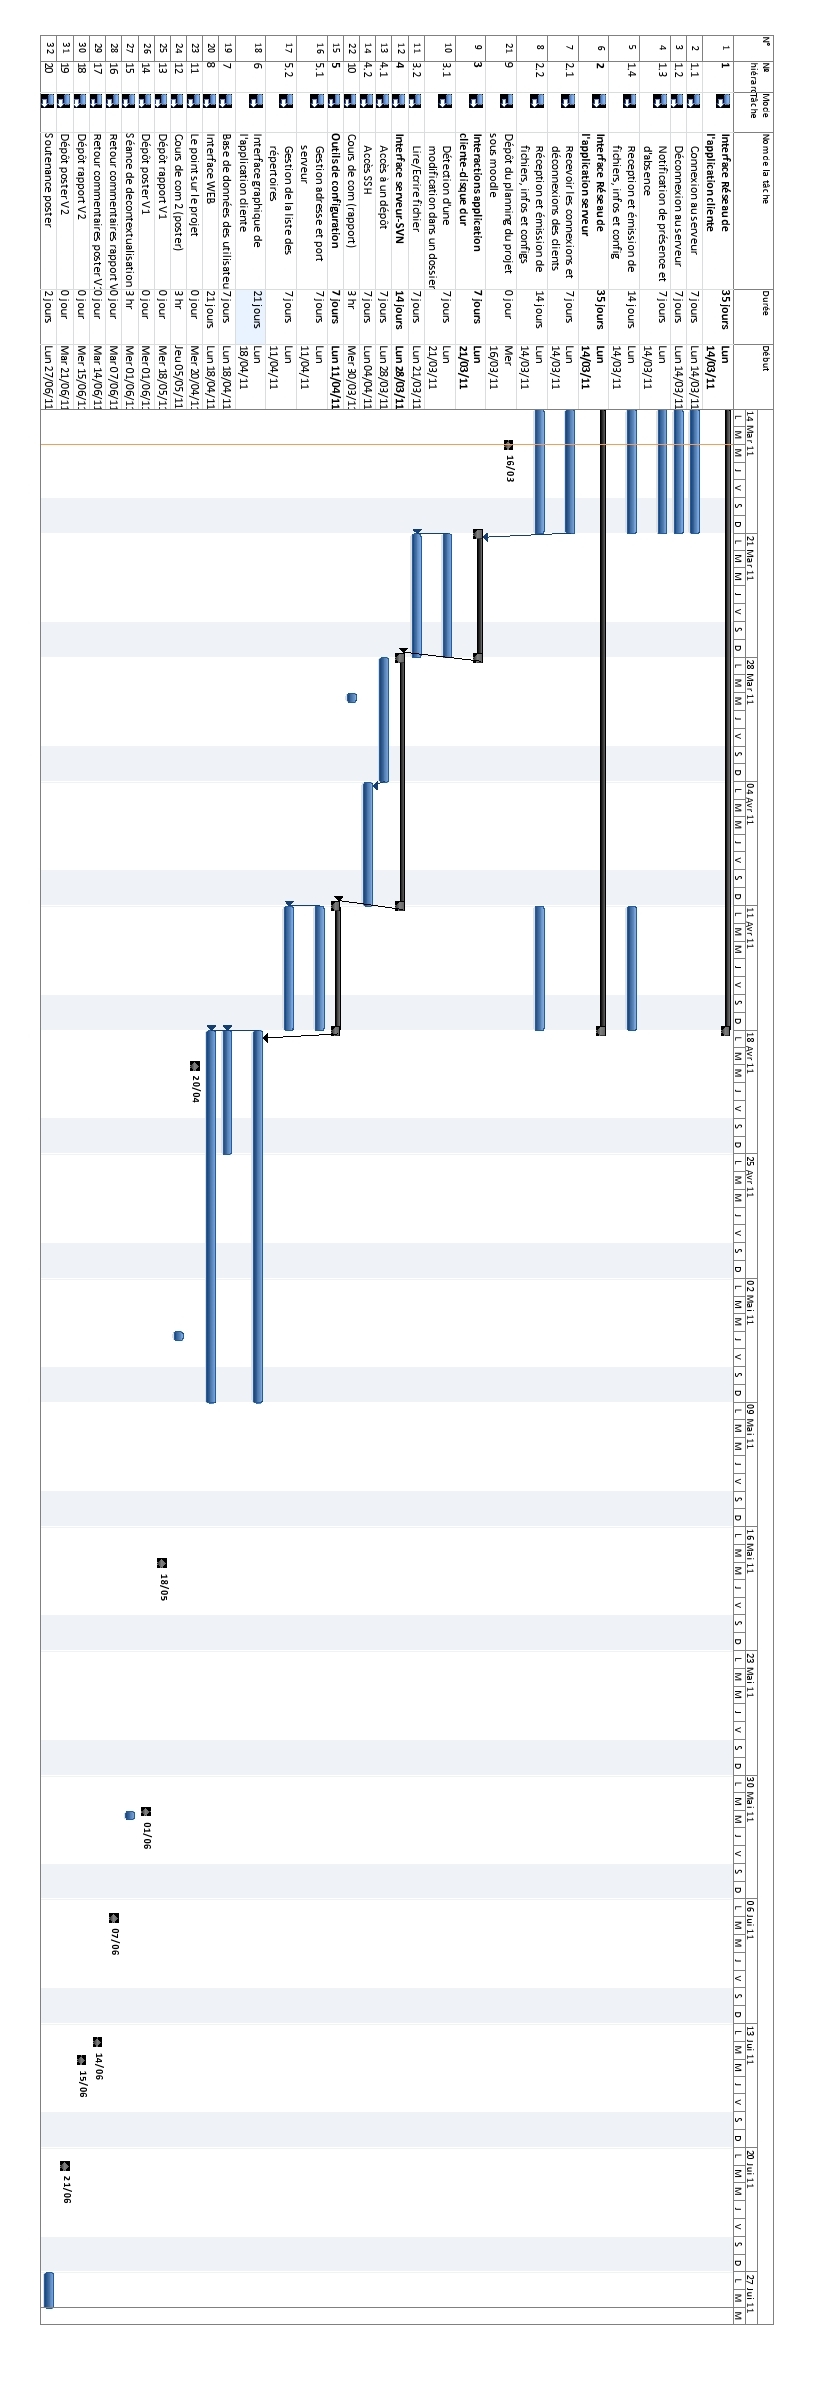 N° N° hiérarchique Mode Tâche Nom de la tâche Durée Début
14 Mar 11 21 Mar 11 28 Mar 11 04 Avr 11 11 Avr 11 18 Avr 11 25 Avr 11 02 Mai 11 09 Mai 11 16 Mai 11 23 Mai 11 30 Mai 11 06 Jui 11 13 Jui 11 20 Jui 11 27 Jui 11
L M M J V S D L M M J V S D L M M J V S D L M M J V S D L M M J V S D L M M J V S D L M M J V S D L M M J V S D L M M J V S D L M M J V S D L M M J V S D L M M J V S D L M M J V S D L M M J V S D L M M J V S D L M M
1 1 Interface Réseau de 35 jours Lun
l'application cliente 14/03/11
2 1.1 Connexion au serveur 7 jours Lun 14/03/11
3 1.2 Déconnexion au serveur 7 jours Lun 14/03/11
4 1.3 Notification de présence et 7 jours Lun
d'absence 14/03/11
5 1.4 Reception et émission de 14 jours Lun
fichiers, infos et config 14/03/11
6 2 Interface Réseau de 35 jours Lun
l'application serveur 14/03/11
7 2.1 Recevoir les connexions et 7 jours Lun
déconnexions des clients 14/03/11
8 2.2 Réception et émission de 14 jours Lun
fichiers, infos et configs 14/03/11
21 9 Dépôt du planning du projet 0 jour Mer 16/03
sous moodle 16/03/11
9 3 Interactions application 7 jours Lun
cliente-disque dur 21/03/11
10 3.1 Détection d'une 7 jours Lun
modification dans un dossier 21/03/11
11 3.2 Lire/Ecrire fichier 7 jours Lun 21/03/11
12 4 Interface serveur-SVN 14 jours Lun 28/03/11
13 4.1 Accès à un dépôt 7 jours Lun 28/03/11
14 4.2 Accès SSH 7 jours Lun 04/04/11
22 10 Cours de com (rapport) 3 hr Mer 30/03/1
15 5 Outils de configuration 7 jours Lun 11/04/11
16 5.1 Gestion adresse et port 7 jours Lun
serveur 11/04/11
17 5.2 Gestion de la liste des 7 jours Lun
répertoires 11/04/11
18 6 Interface graphique de 21 jours Lun
l'application cliente 18/04/11
19 7 Base de données des utilisateu 7 jours Lun 18/04/11
20 8 Interface WEB 21 jours Lun 18/04/11
23 11 Le point sur le projet 0 jour Mer 20/04/1 20/04
24 12 Cours de com 2 (poster) 3 hr Jeu 05/05/11
25 13 Dépôt rapport V1 0 jour Mer 18/05/1 18/05
26 14 Dépôt poster V1 0 jour Mer 01/06/1 01/06
27 15 Séance de decontextualisation 3 hr Mer 01/06/1
28 16 Retour commentaires rapport V 0 jour Mar 07/06/1 07/06
29 17 Retour commentaires poster V 0 jour Mar 14/06/1 14/06
30 18 Dépôt rapport V2 0 jour Mer 15/06/1 15/06
31 19 Dépôt poster V2 0 jour Mar 21/06/1 21/06
32 20 Soutenance poster 2 jours Lun 27/06/11